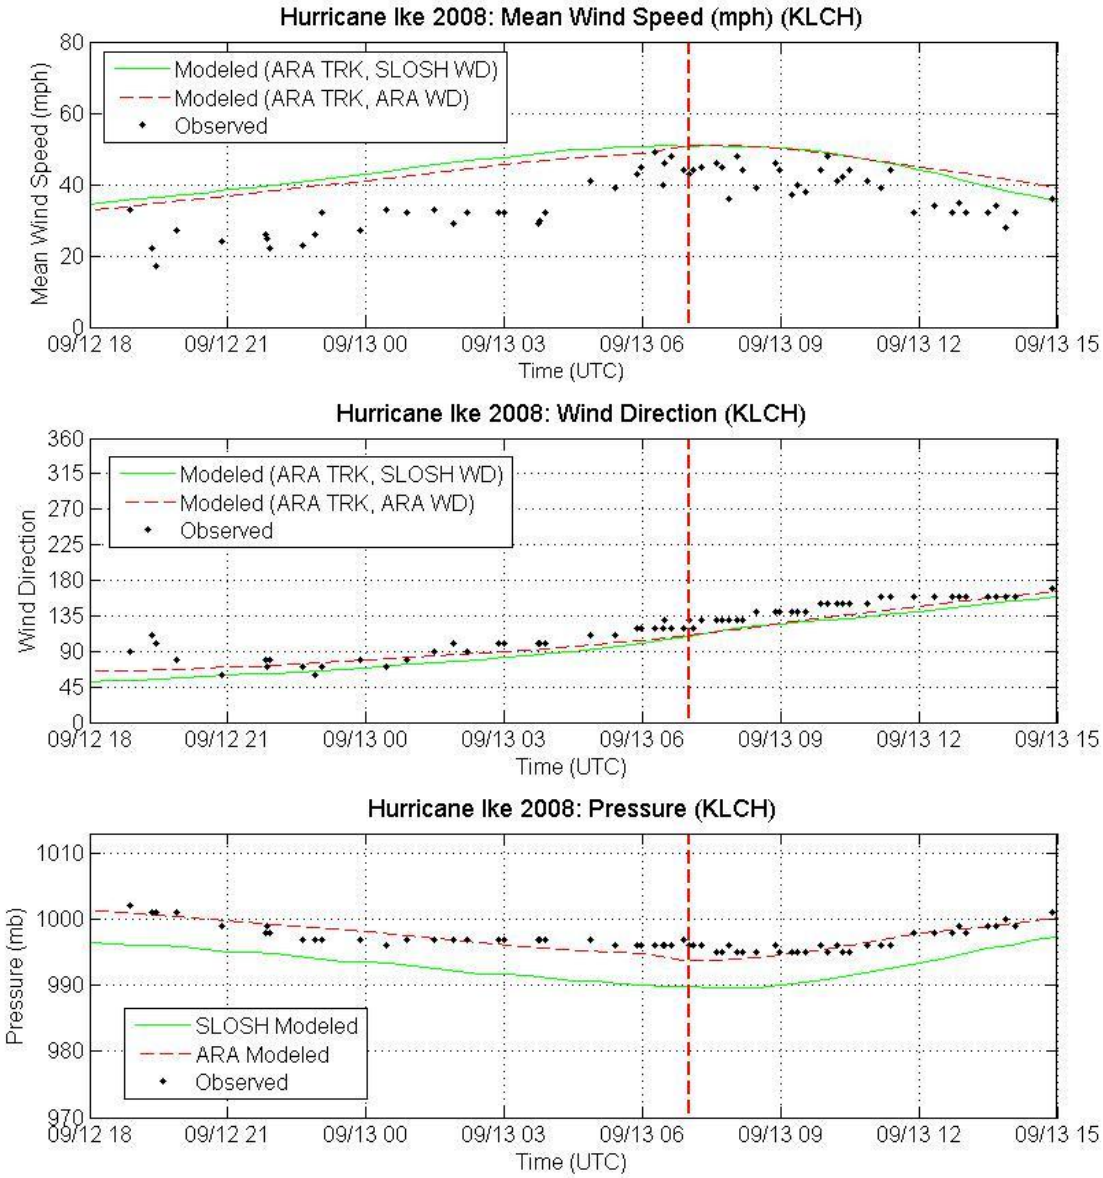 Hurricane Ike 2008: Mean Wind Speed (mph) (KLCH)
Mean Wind Speed (mph)
80
60
40
20
0
Modeled (ARA TRK, SLOSH WD)
Modeled (ARA TRK, ARA WD)
Observed
09/12 18 09/12 21 09/13 00 09/13 03 09/13 06 09/13 09 09/13 12 09/13 15
Time (UTC)
Hurricane Ike 2008: Wind Direction (KLCH)
Wind Direction
360
315
270
225
180
135
90
45
0
Modeled (ARA TRK, SLOSH WD)
Modeled (ARA TRK, ARA WD)
Observed
09/12 18 09/12 21 09/13 00 09/13 03 09/13 06 09/13 09 09/13 12 09/13 15
Time (UTC)
Hurricane Ike 2008: Pressure (KLCH)
Pressure (mb)
1010
1000
990
980
970
SLOSH Modeled
ARA Modeled
Observed
09/12 18 09/12 21 09/13 00 09/13 03 09/13 06 09/13 09 09/13 12 09/13 15
Time (UTC)